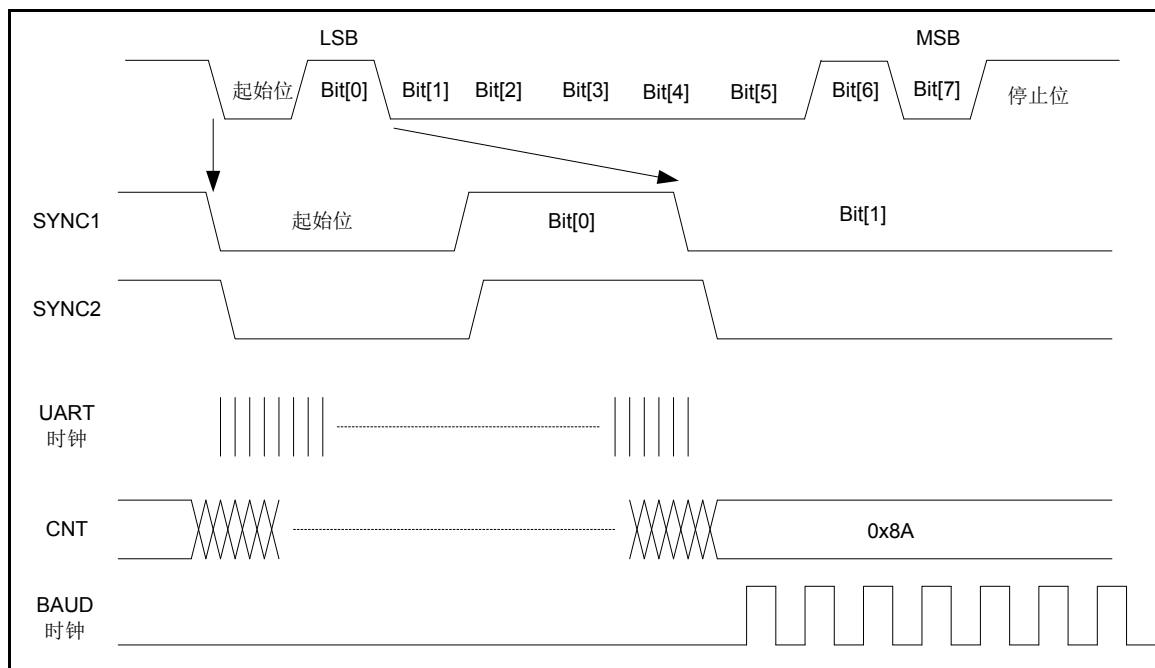 LSB MSB
起始位 Bit[0] Bit[1] Bit[2] Bit[3] Bit[4] Bit[5] Bit[6] Bit[7] 停止位
SYNC1 起始位 Bit[0] Bit[1]
SYNC2
UART
时钟
CNT 0x8A
BAUD
时钟